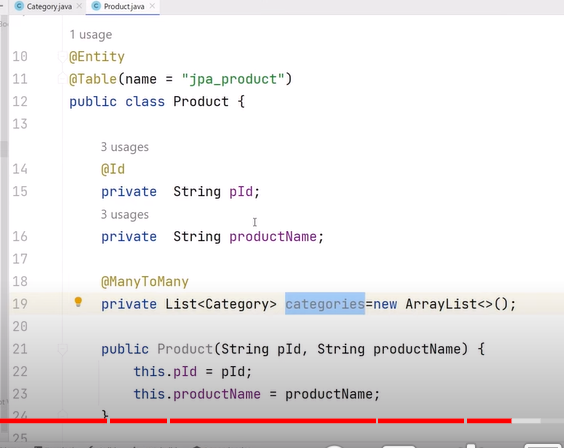 Category.java × Product.java ×
1 usage
10 @Entity
11 @Table(name = "jpa_product")
12 public class Product {
13
3 usages
14 @Id
15 private  String pId;
3 usages
16 private  String productName;
17
18 @ManyToMany
19 private List<Category> categories=new ArrayList<>();
20
21 public Product(String pId, String productName) {
22 this.pId = pId;
23 this.productName = productName;
24 }
25